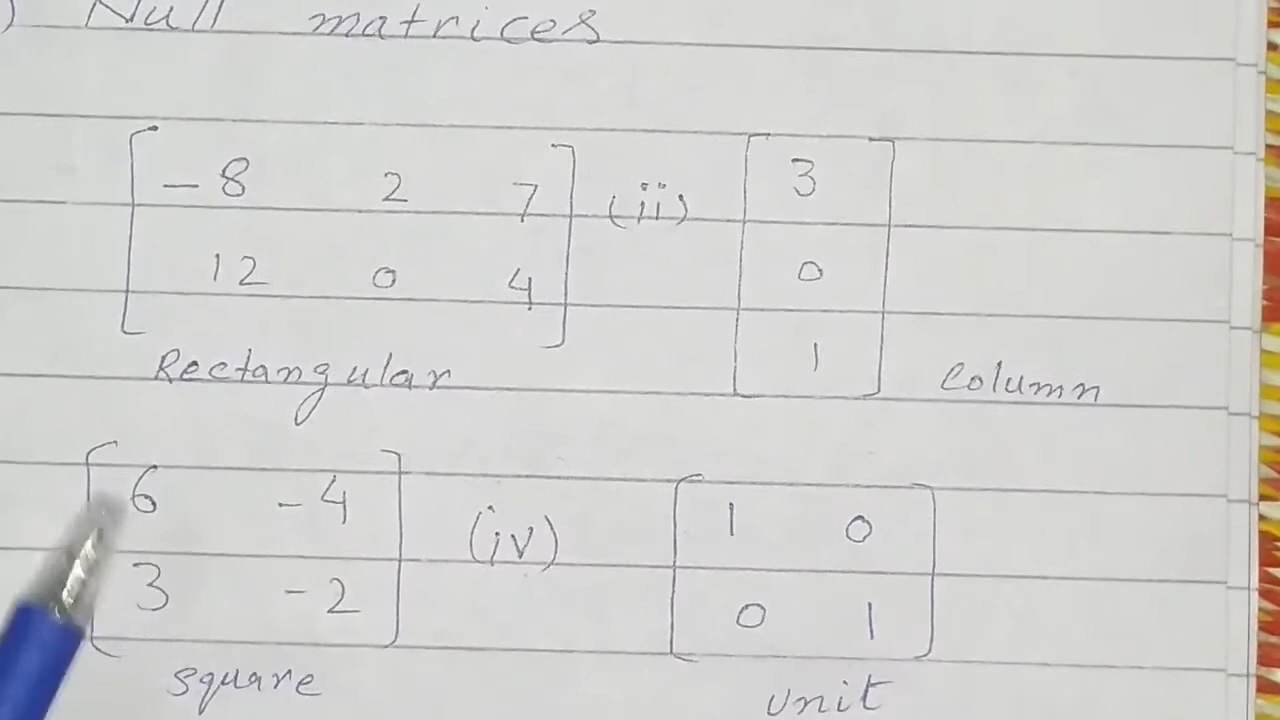 ) Null matrices
-8 2 7 (ii) 3
12 0 4 0
1
Rectangular column
6 -4 (iv) 1 0
3 -2 0 1
square unit